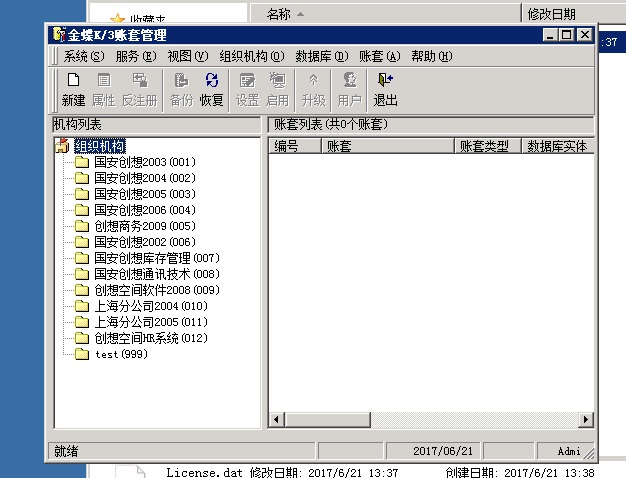 收藏夹 名称 修改日期
金蝶K/3账套管理
:37
系统(S) 服务(E) 视图(V) 组织机构(O) 数据库(D) 账套(A) 帮助(H)
新建 属性 反注册 备份 恢复 设置 启用 升级 用户 退出
机构列表 账套列表(共0个账套)
组织机构 编号 账套 账套类型 数据库实体
国安创想2003(001)
国安创想2004(002)
国安创想2005(003)
国安创想2006(004)
创想商务2009(005)
国安创想2002(006)
国安创想库存管理(007)
国安创想通讯技术(008)
创想空间软件2008(009)
上海分公司2004(010)
上海分公司2005(011)
创想空间HR系统(012)
test(999)
就绪 2017/06/21 Admi
License.dat 修改日期: 2017/6/21 13:37 创建日期: 2017/6/21 13:38